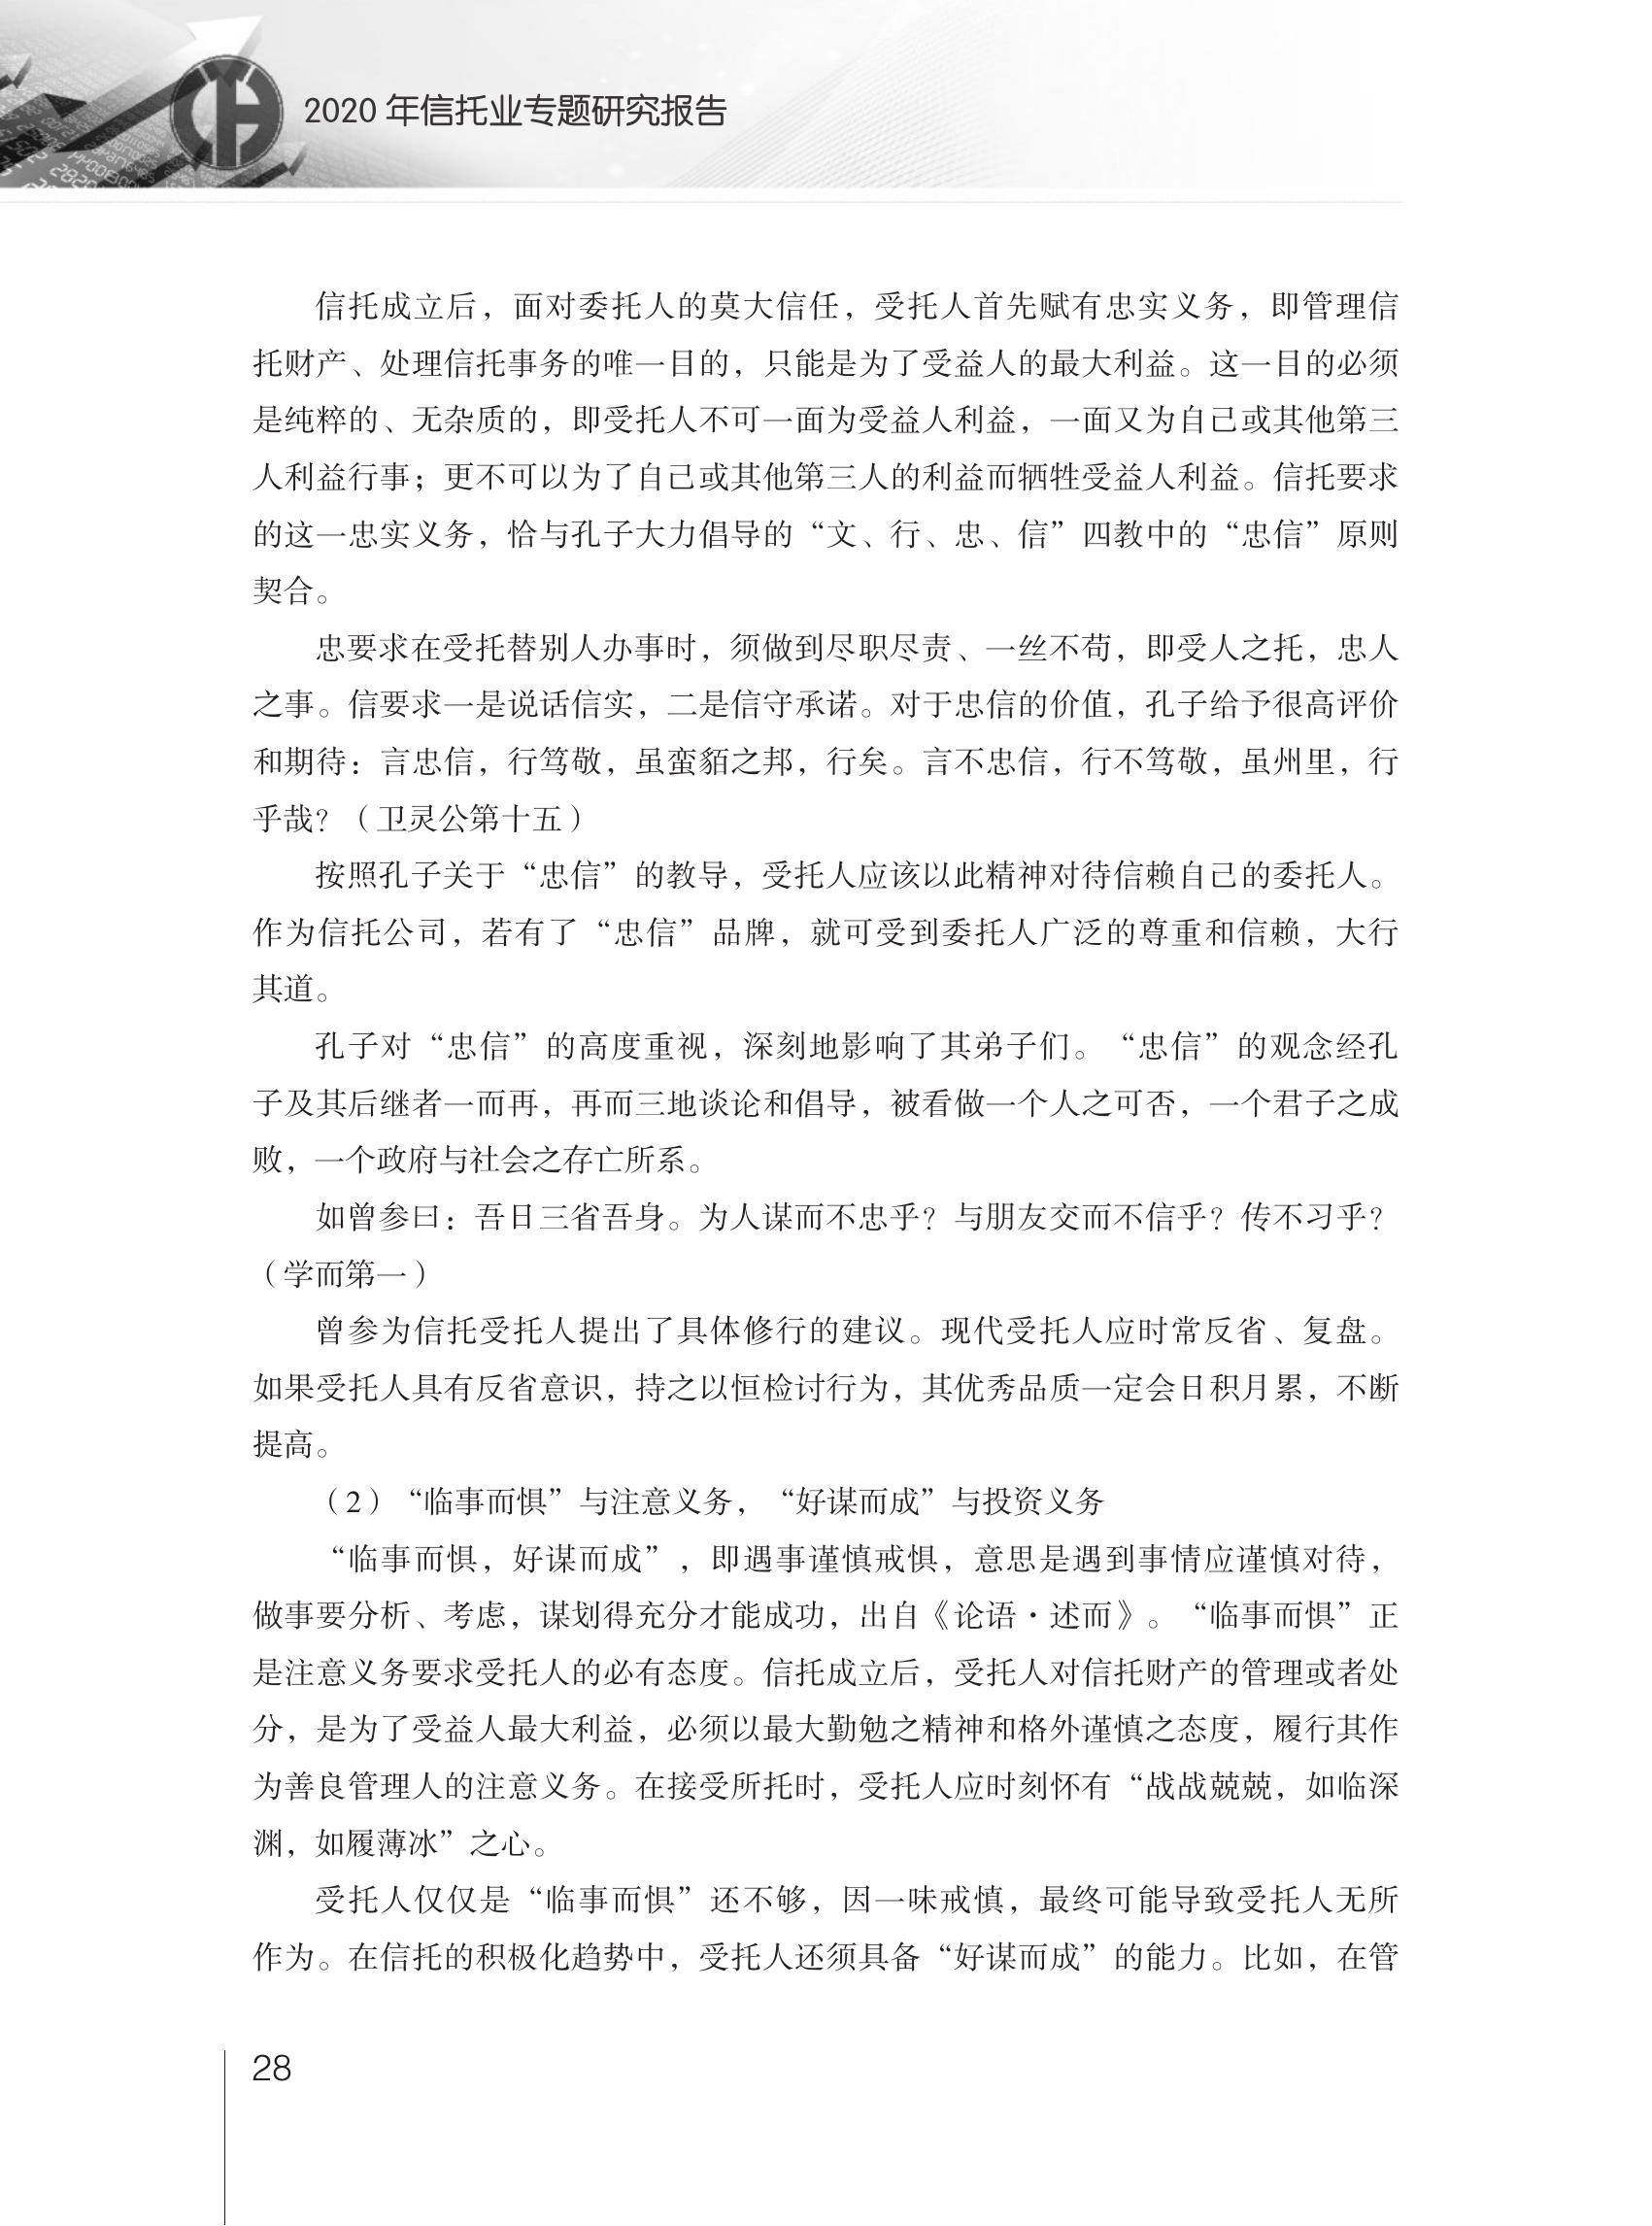 2020 年信托业专题研究报告
信托成立后，面对委托人的莫大信任，受托人首先赋有忠实义务，即管理信
托财产、处理信托事务的唯一目的，只能是为了受益人的最大利益。这一目的必须
是纯粹的、无杂质的，即受托人不可一面为受益人利益，一面又为自己或其他第三
人利益行事；更不可以为了自己或其他第三人的利益而牺牲受益人利益。信托要求
的这一忠实义务，恰与孔子大力倡导的“文、行、忠、信”四教中的“忠信”原则
契合。
忠要求在受托替别人办事时，须做到尽职尽责、一丝不苟，即受人之托，忠人
之事。信要求一是说话信实，二是信守承诺。对于忠信的价值，孔子给予很高评价
和期待：言忠信，行笃敬，虽蛮貊之邦，行矣。言不忠信，行不笃敬，虽州里，行
乎哉？（卫灵公第十五）
按照孔子关于“忠信”的教导，受托人应该以此精神对待信赖自己的委托人。
作为信托公司，若有了“忠信”品牌，就可受到委托人广泛的尊重和信赖，大行
其道。
孔子对“忠信”的高度重视，深刻地影响了其弟子们。“忠信”的观念经孔
子及其后继者一而再，再而三地谈论和倡导，被看做一个人之可否，一个君子之成
败，一个政府与社会之存亡所系。
如曾参曰：吾日三省吾身。为人谋而不忠乎？与朋友交而不信乎？传不习乎？
（学而第一）
曾参为信托受托人提出了具体修行的建议。现代受托人应时常反省、复盘。
如果受托人具有反省意识，持之以恒检讨行为，其优秀品质一定会日积月累，不断
提高。
（2）“临事而惧”与注意义务，“好谋而成”与投资义务
“临事而惧，好谋而成”，即遇事谨慎戒惧，意思是遇到事情应谨慎对待，
做事要分析、考虑，谋划得充分才能成功，出自《论语·述而》。“临事而惧”正
是注意义务要求受托人的必有态度。信托成立后，受托人对信托财产的管理或者处
分，是为了受益人最大利益，必须以最大勤勉之精神和格外谨慎之态度，履行其作
为善良管理人的注意义务。在接受所托时，受托人应时刻怀有“战战兢兢，如临深
渊，如履薄冰”之心。
受托人仅仅是“临事而惧”还不够，因一味戒慎，最终可能导致受托人无所
作为。在信托的积极化趋势中，受托人还须具备“好谋而成”的能力。比如，在管
28